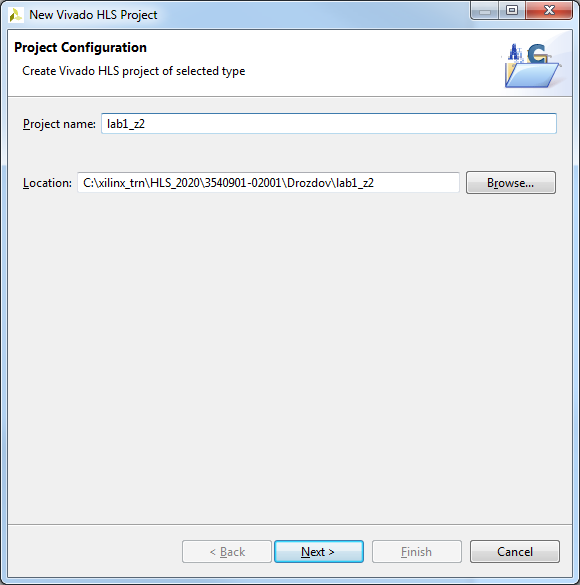 New Vivado HLS Project
Project Configuration
Create Vivado HLS project of selected type
Project name: lab1_z2
Location: C:\xilinx_trn\HLS_2020\3540901-02001\Drozdov\lab1_z2 Browse...
< Back Next > Finish Cancel